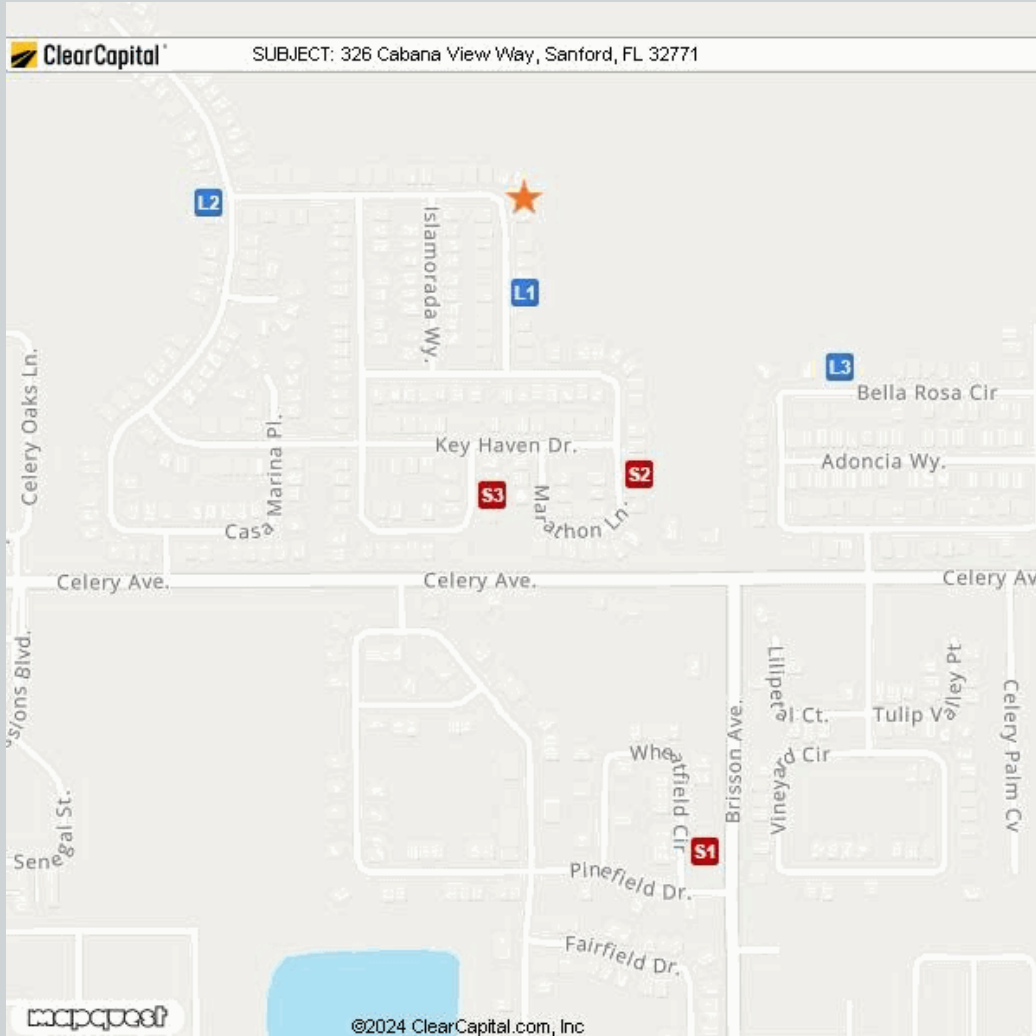 ClearCapital
SUBJECT: 326 Cabana View Way, Sanford, FL 32771
L2
Islamorada Wy.
L1
Celery Oaks Ln.
L3
Bella Rosa Cir
Key Haven Dr.
Adoncia Wy.
Casa Marina Pl.
S3
S2
Marathon Ln.
Celery Ave.
Celery Ave.
Celery Av
ssions Blvd.
Brisson Ave.
Tulip Valley Pt
Celery Palm Cv
Wheatfield Cir
Vineyard Cir
Senegal St.
S1
Pinefield Dr.
Fairfield Dr.
mapquest
©2024 ClearCapital.com, Inc